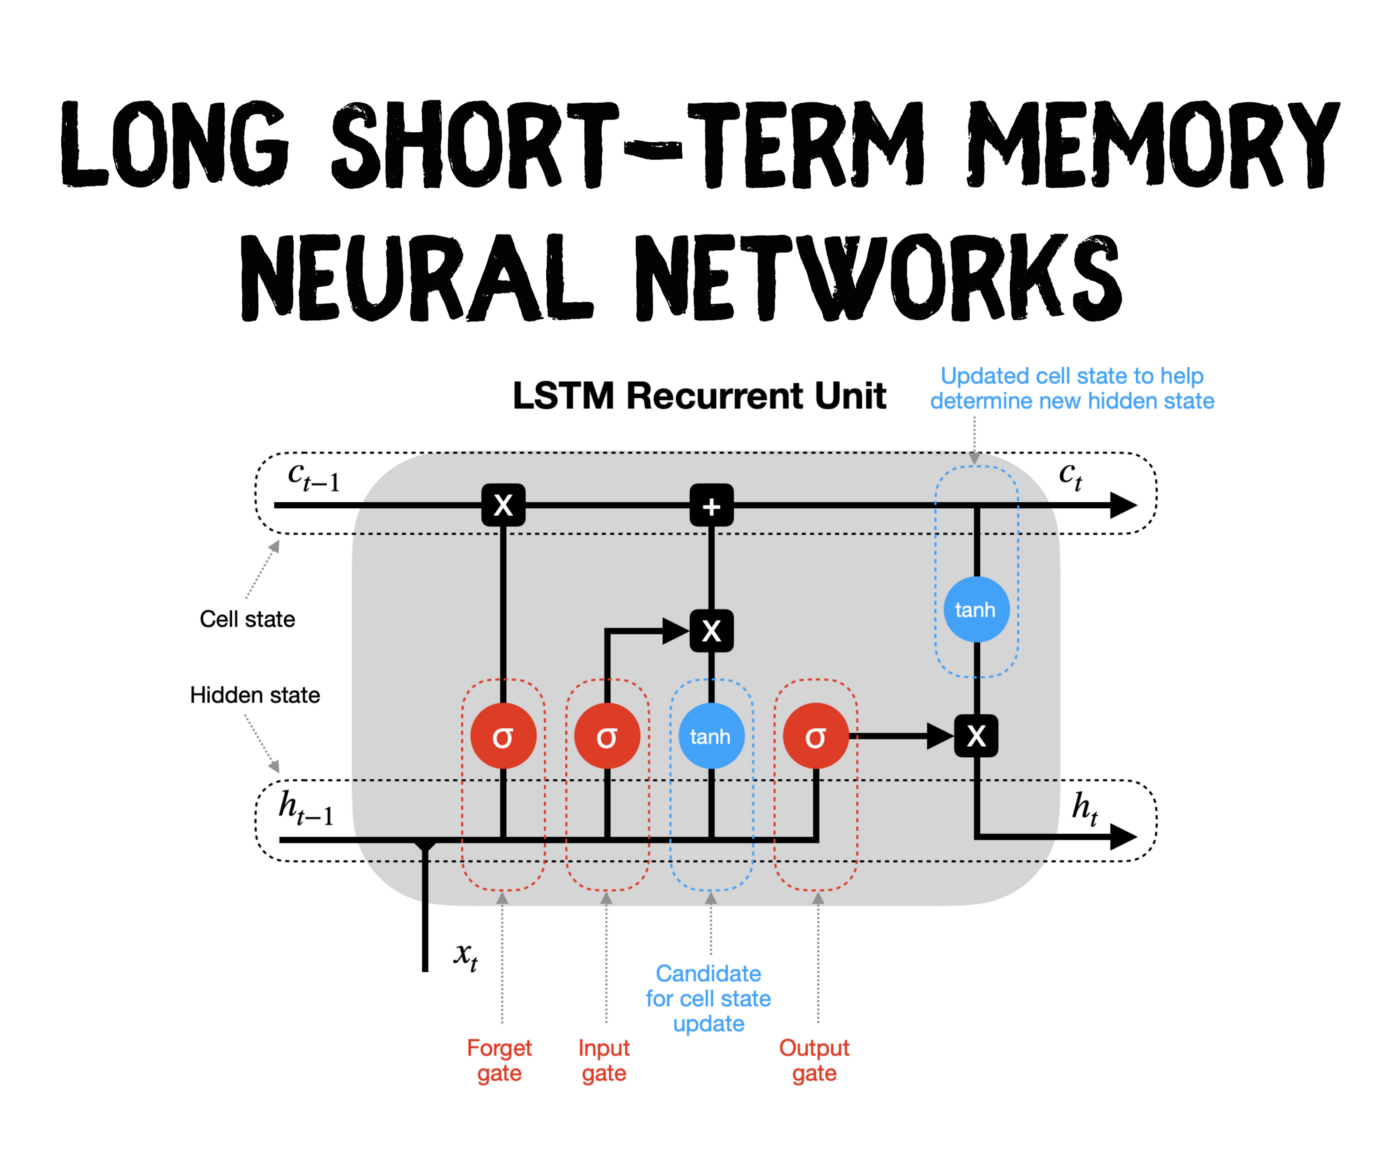 LONG SHORT-TERM MEMORY
NEURAL NETWORKS
LSTM Recurrent Unit
Updated cell state to help
determine new hidden state
c_{t-1}
c_t
X
+
Cell state
tanh
X
Hidden state
σ
σ
tanh
σ
X
h_{t-1}
h_t
x_t
Candidate
for cell state
update
Forget
gate
Input
gate
Output
gate